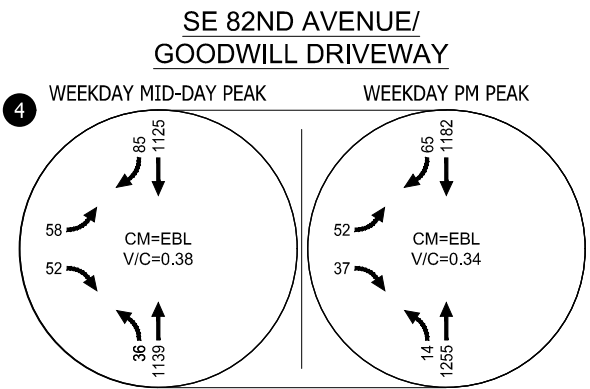 SE 82ND AVENUE/
GOODWILL DRIVEWAY
WEEKDAY MID-DAY PEAK
WEEKDAY PM PEAK
4
85
1125
58
52
CM=EBL
V/C=0.38
36
1139
65
1182
52
37
CM=EBL
V/C=0.34
14
1255